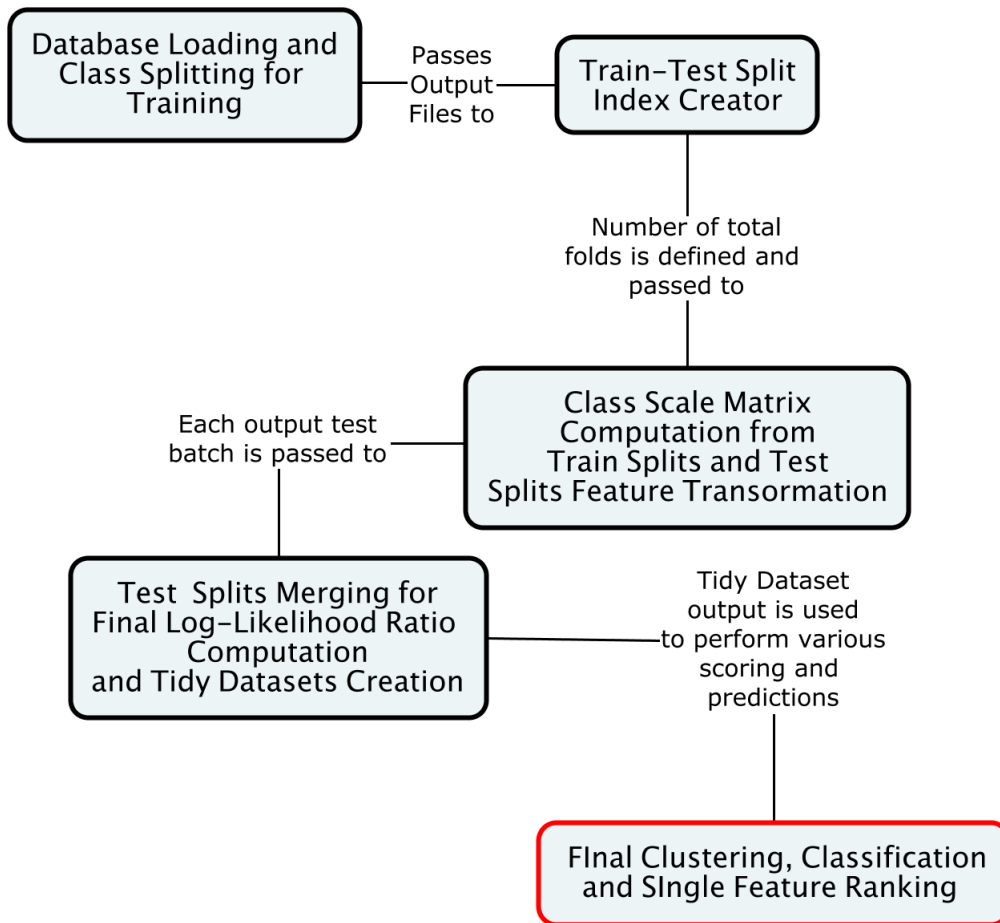 Database Loading and
Class Splitting for
Training
Passes
Output
Files to
Train-Test Split
Index Creator
Number of total
folds is defined and
passed to
Class Scale Matrix
Computation from
Train Splits and Test
Splits Feature Transormation
Each output test
batch is passed to
Test  Splits Merging for
Final Log-Likelihood Ratio
Computation
and Tidy Datasets Creation
Tidy Dataset
output is used
to perform various
scoring and
predictions
FInal Clustering, Classification
and SIngle Feature Ranking